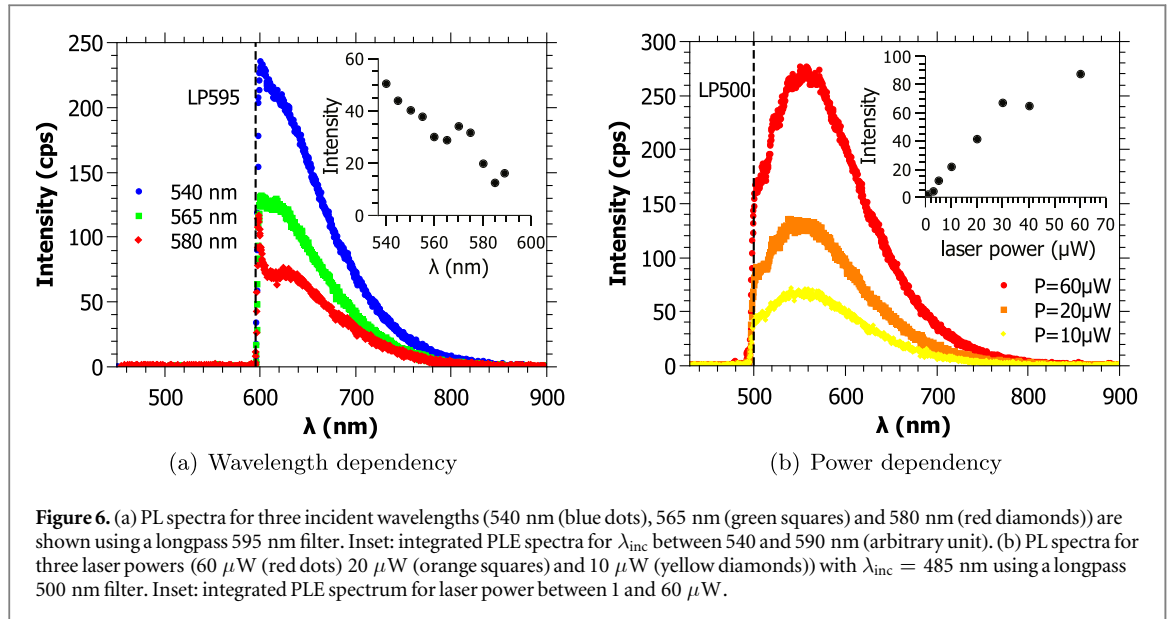 250
200
150
100
50
0
Intensity (cps)
LP595
540 nm
565 nm
580 nm
60
40
20
0
Intensity
540
560
580
600
λ (nm)
500
600
700
800
900
λ (nm)
(a) Wavelength dependency
300
250
200
150
100
50
0
Intensity (cps)
LP500
100
80
60
40
20
0
Intensity
0 10 20 30 40 50 60 70
laser power (µW)
P=60µW
P=20µW
P=10µW
500
600
700
800
900
λ (nm)
(b) Power dependency
Figure 6. (a) PL spectra for three incident wavelengths (540 nm (blue dots), 565 nm (green squares) and 580 nm (red diamonds)) are
shown using a longpass 595 nm filter. Inset: integrated PLE spectra for λinc between 540 and 590 nm (arbitrary unit). (b) PL spectra for
three laser powers (60 μW (red dots) 20 μW (orange squares) and 10 μW (yellow diamonds)) with λinc = 485 nm using a longpass
500 nm filter. Inset: integrated PLE spectrum for laser power between 1 and 60 μW.